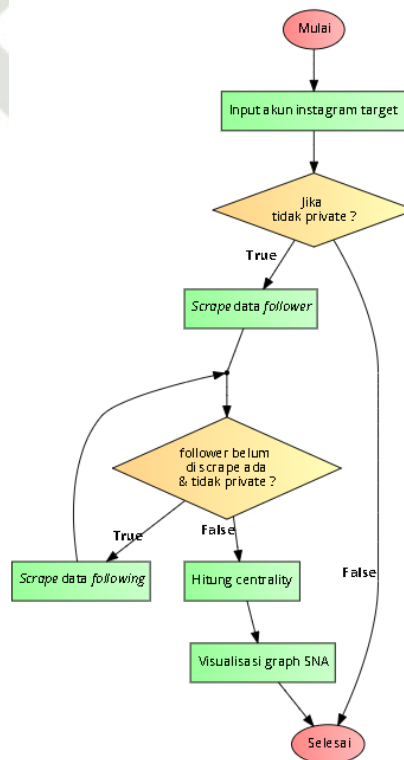 Mulai
Input akun instagram target
Jika
tidak private ?
True
Scrape data follower
follower belum
di scrape ada
& tidak private ?
True
False
False
Scrape data following
Hitung centrality
Visualisasi graph SNA
Selesai